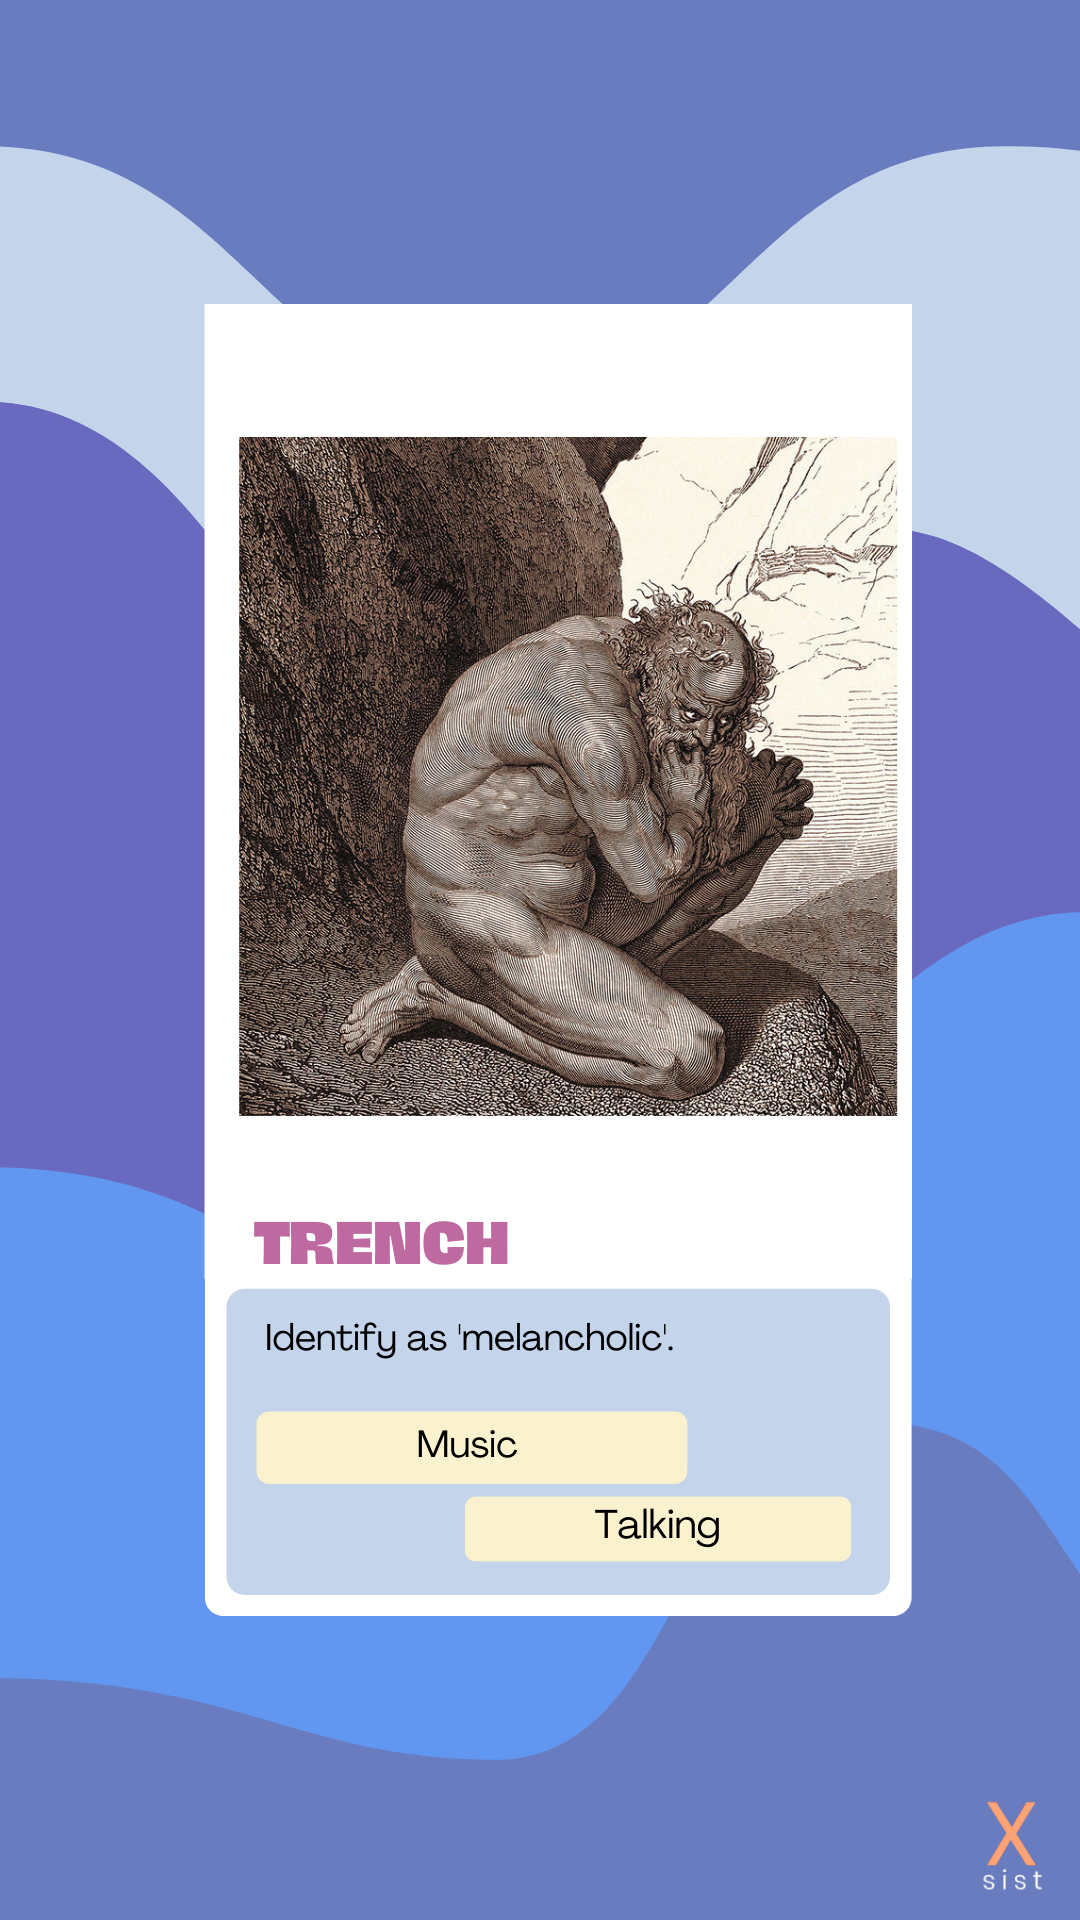 TRENCH
Identify as 'melancholic'.
Music
Talking
X
sist